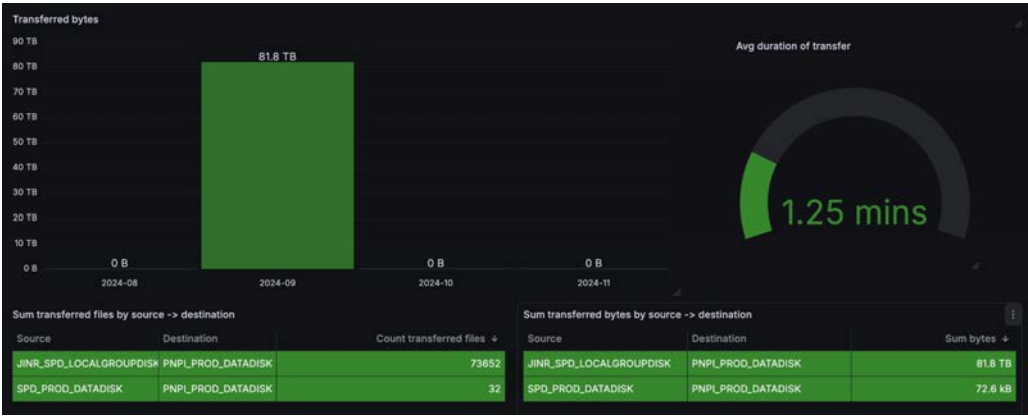 Transferred bytes
90 TB
80 TB
70 TB
60 TB
50 TB
40 TB
30 TB
20 TB
10 TB
0 B
0 B
81.8 TB
0 B
0 B
2024-08
2024-09
2024-10
2024-11
Avg duration of transfer
1.25 mins
Sum transferred files by source -> destination
Source Destination Count transferred files ↓
JINR_SPD_LOCALGROUPDISK PNPI_PROD_DATADISK 73652
SPD_PROD_DATADISK PNPI_PROD_DATADISK 32
Sum transferred bytes by source -> destination
Source Destination Sum bytes ↓
JINR_SPD_LOCALGROUPDISK PNPI_PROD_DATADISK 81.8 TB
SPD_PROD_DATADISK PNPI_PROD_DATADISK 72.6 kB